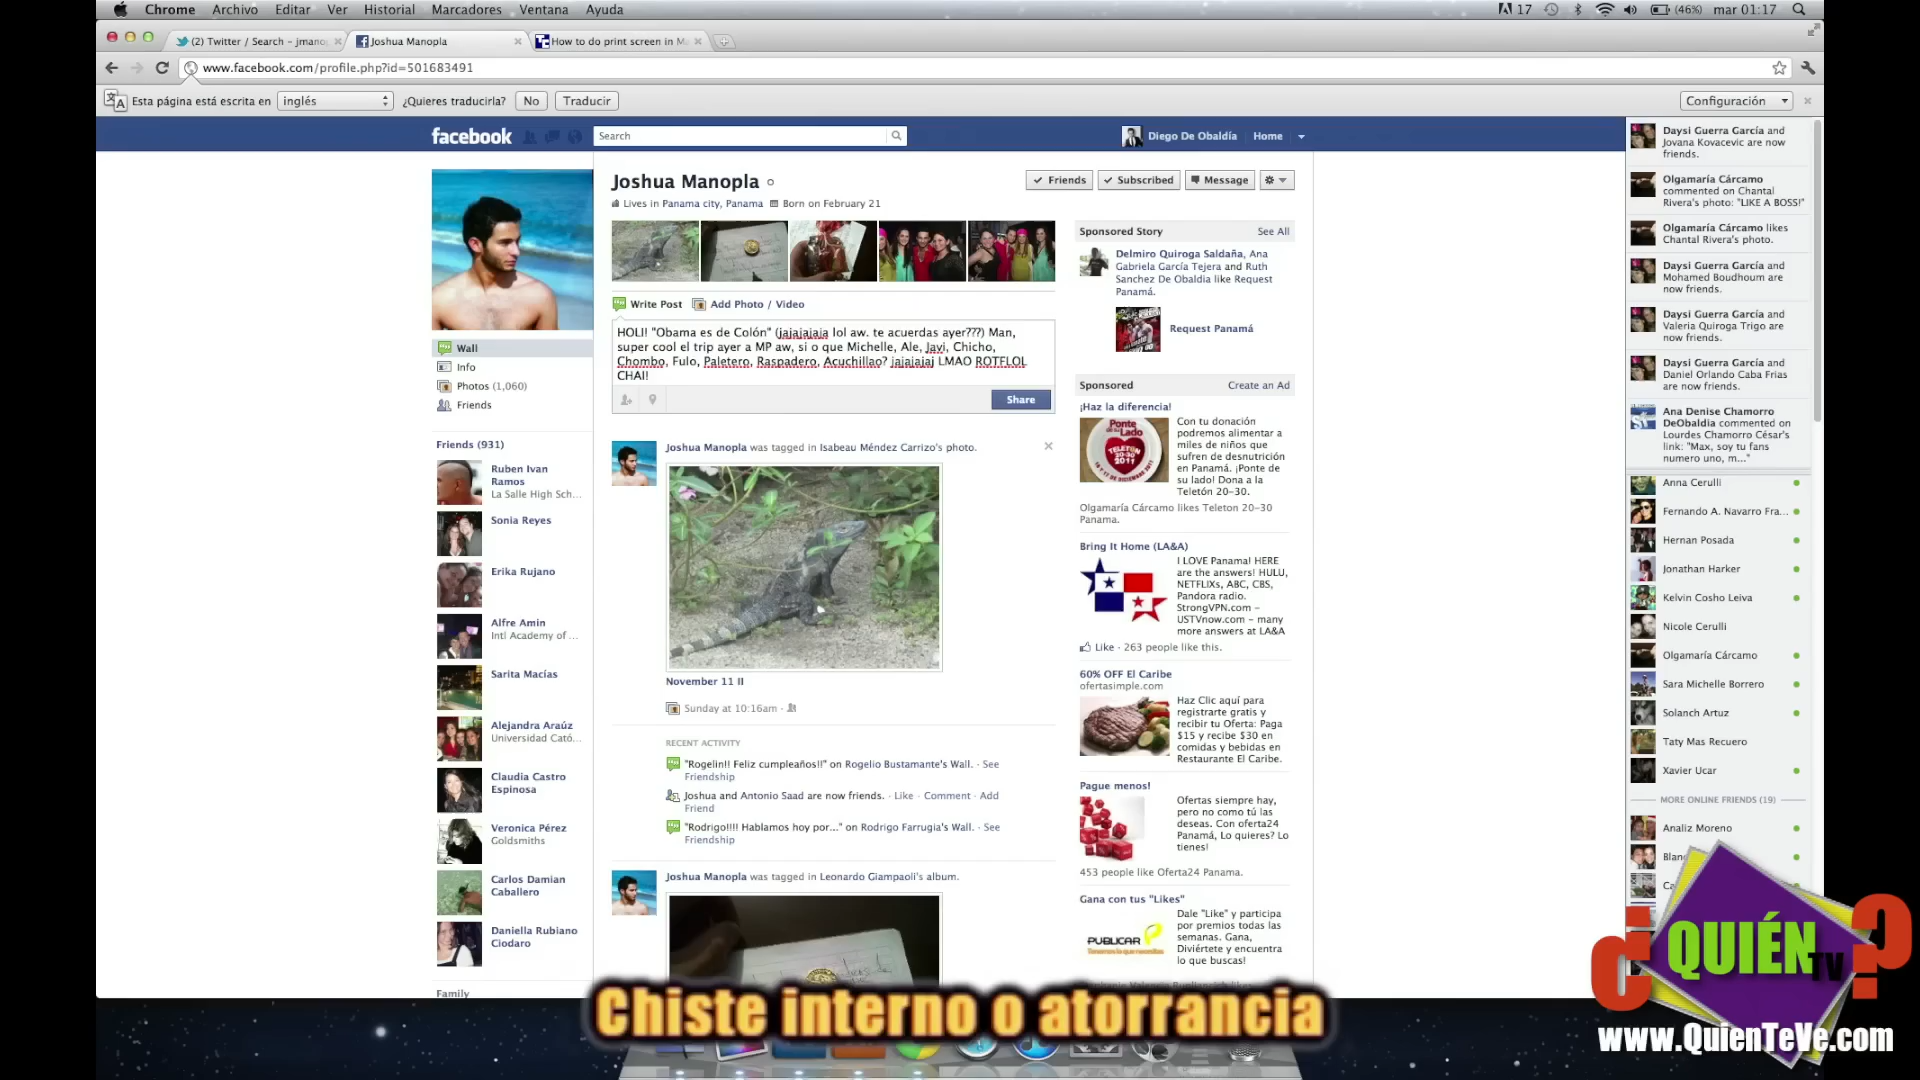 Chrome Archivo Editar Ver Historial Marcadores Ventana Ayuda
17 (46%) mar 01:17
(2) Twitter / Search - jmano
Joshua Manopla
How to do print screen in M
www.facebook.com/profile.php?id=501683491
Esta página está escrita en inglés ¿Quieres traducirla? No Traducir Configuración
facebook Search Diego De Obaldía Home
Joshua Manopla
Friends Subscribed Message
Lives in Panama city, Panama Born on February 21
Write Post Add Photo / Video
HOLI! "Obama es de Colón" (jajajajaja lol aw. te acuerdas ayer???) Man,
super cool el trip ayer a MP aw, si o que Michelle, Ale, Javi, Chicho,
Chombo, Fulo, Paletero, Raspadero, Acuchillao? jajajajaj LMAO ROTFLOL
CHAI!
Share
Wall
Info
Photos (1,060)
Friends
Friends (931)
Ruben Ivan
Ramos
La Salle High Sch...
Sonia Reyes
Erika Rujano
Alfre Amin
Intl Academy of ...
Sarita Macías
Alejandra Araúz
Universidad Cató...
Claudia Castro
Espinosa
Veronica Pérez
Goldsmiths
Carlos Damian
Caballero
Daniella Rubiano
Ciodaro
Family
Joshua Manopla was tagged in Isabeau Méndez Carrizo's photo.
November 11 II
Sunday at 10:16am ·
RECENT ACTIVITY
"Rogelin!! Feliz cumpleaños!!" on Rogelio Bustamante's Wall. · See
Friendship
Joshua and Antonio Saad are now friends. · Like · Comment · Add
Friend
"Rodrigo!!!! Hablamos hoy por..." on Rodrigo Farrugia's Wall. · See
Friendship
Joshua Manopla was tagged in Leonardo Giampaoli's album.
Sponsored Story See All
Delmiro Quiroga Saldaña, Ana
Gabriela García Tejera and Ruth
Sanchez De Obaldia like Request
Panamá.
Request Panamá
Sponsored Create an Ad
¡Haz la diferencia!
Ponte
de su Lado
TELETÓN
20-30
2011
Con tu donación
podremos alimentar a
miles de niños que
sufren de desnutrición
en Panamá. ¡Ponte de
su lado! Dona a la
Teletón 20-30.
Olgamaría Cárcamo likes Teleton 20-30
Panama.
Bring It Home (LA&A)
I LOVE Panama! HERE
are the answers! HULU,
NETFLIXs, ABC, CBS,
Pandora radio.
StrongVPN.com -
USTVnow.com - many
more answers at LA&A
Like · 263 people like this.
60% OFF El Caribe
ofertasimple.com
Haz Clic aquí para
registrarte gratis y
recibir tu Oferta: Paga
$15 y recibe $30 en
comidas y bebidas en
Restaurante El Caribe.
Pague menos!
Ofertas siempre hay,
pero no como tú las
deseas. Con oferta24
Panamá, Lo quieres? Lo
tienes!
453 people like Oferta24 Panama.
Gana con tus "Likes"
PUBLICAR
Dale "Like" y participa
por premios todas las
semanas. Gana,
Diviértete y encuentra
lo que buscas!
Daysi Guerra García and
Jovana Kovacevic are now
friends.
Olgamaría Cárcamo
commented on Chantal
Rivera's photo: "LIKE A BOSS!"
Olgamaría Cárcamo likes
Chantal Rivera's photo.
Daysi Guerra García and
Mohamed Boudhoum are
now friends.
Daysi Guerra García and
Valeria Quiroga Trigo are
now friends.
Daysi Guerra García and
Daniel Orlando Caba Frias
are now friends.
Ana Denise Chamorro
DeObaldia commented on
Lourdes Chamorro César's
link: "Max, soy tu fans
numero uno, m..."
Anna Cerulli
Fernando A. Navarro Fra...
Hernan Posada
Jonathan Harker
Kelvin Cosho Leiva
Nicole Cerulli
Olgamaría Cárcamo
Sara Michelle Borrero
Solanch Artuz
Taty Mas Recuero
Xavier Ucar
MORE ONLINE FRIENDS (19)
Analiz Moreno
Blan
Ca
¿QUIÉN TV?
www.QuienTeVe.com
Chiste interno o atorrancia